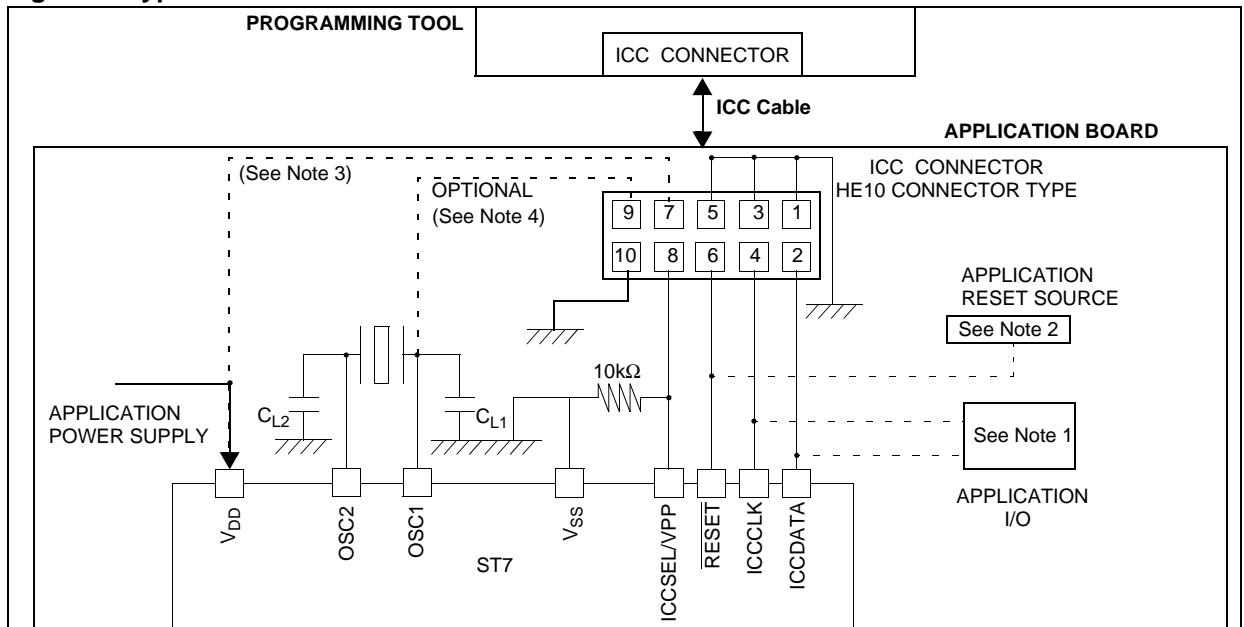 PROGRAMMING TOOL
ICC CONNECTOR
ICC Cable
APPLICATION BOARD
(See Note 3)
OPTIONAL
(See Note 4)
ICC CONNECTOR
HE10 CONNECTOR TYPE
9 7 5 3 1
10 8 6 4 2
APPLICATION
RESET SOURCE
See Note 2
10kΩ
APPLICATION
POWER SUPPLY
CL2
CL1
See Note 1
APPLICATION
I/O
VDD
OSC2
OSC1
VSS
ICCSEL/VPP
RESET
ICCCLK
ICCDATA
ST7